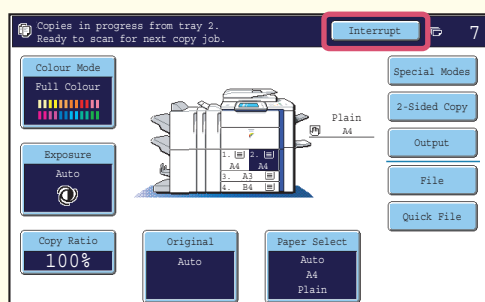 Copies in progress from tray 2.
Ready to scan for next copy job.
Interrupt
7
Colour Mode
Full Colour
Exposure
Auto
Copy Ratio
100%
Original
Auto
Paper Select
Auto
A4
Plain
Plain
A4
1.
2.
A4
A4
3. A3
4. B4
Special Modes
2-Sided Copy
Output
File
Quick File